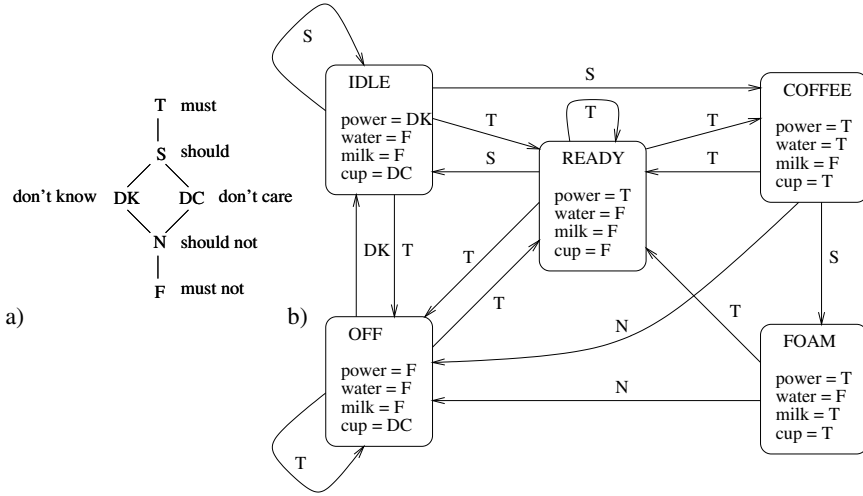 a)
T must
S should
don't know DK DC don't care
N should not
F must not
b)
S
IDLE
power = DK
water = F
milk = F
cup = DC
S
T
T
T
COFFEE
power = T
water = T
milk = F
cup = T
S
T
READY
power = T
water = F
milk = F
cup = F
DK
T
T
T
S
N
T
OFF
power = F
water = F
milk = F
cup = DC
N
FOAM
power = T
water = F
milk = T
cup = T
T